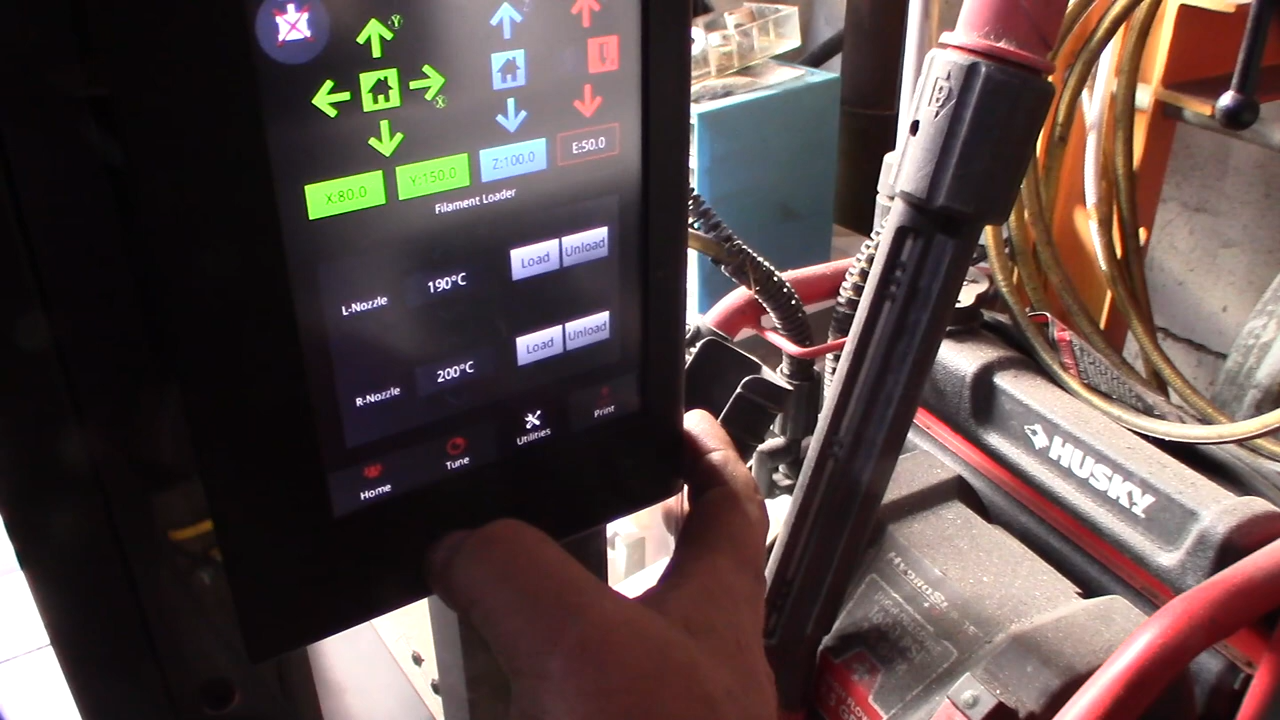 Y
X
X:80.0
Y:150.0
Z:100.0
E:50.0
Filament Loader
L-Nozzle
190°C
Load
Unload
R-Nozzle
200°C
Load
Unload
Home
Tune
Utilities
Print
HUSKY